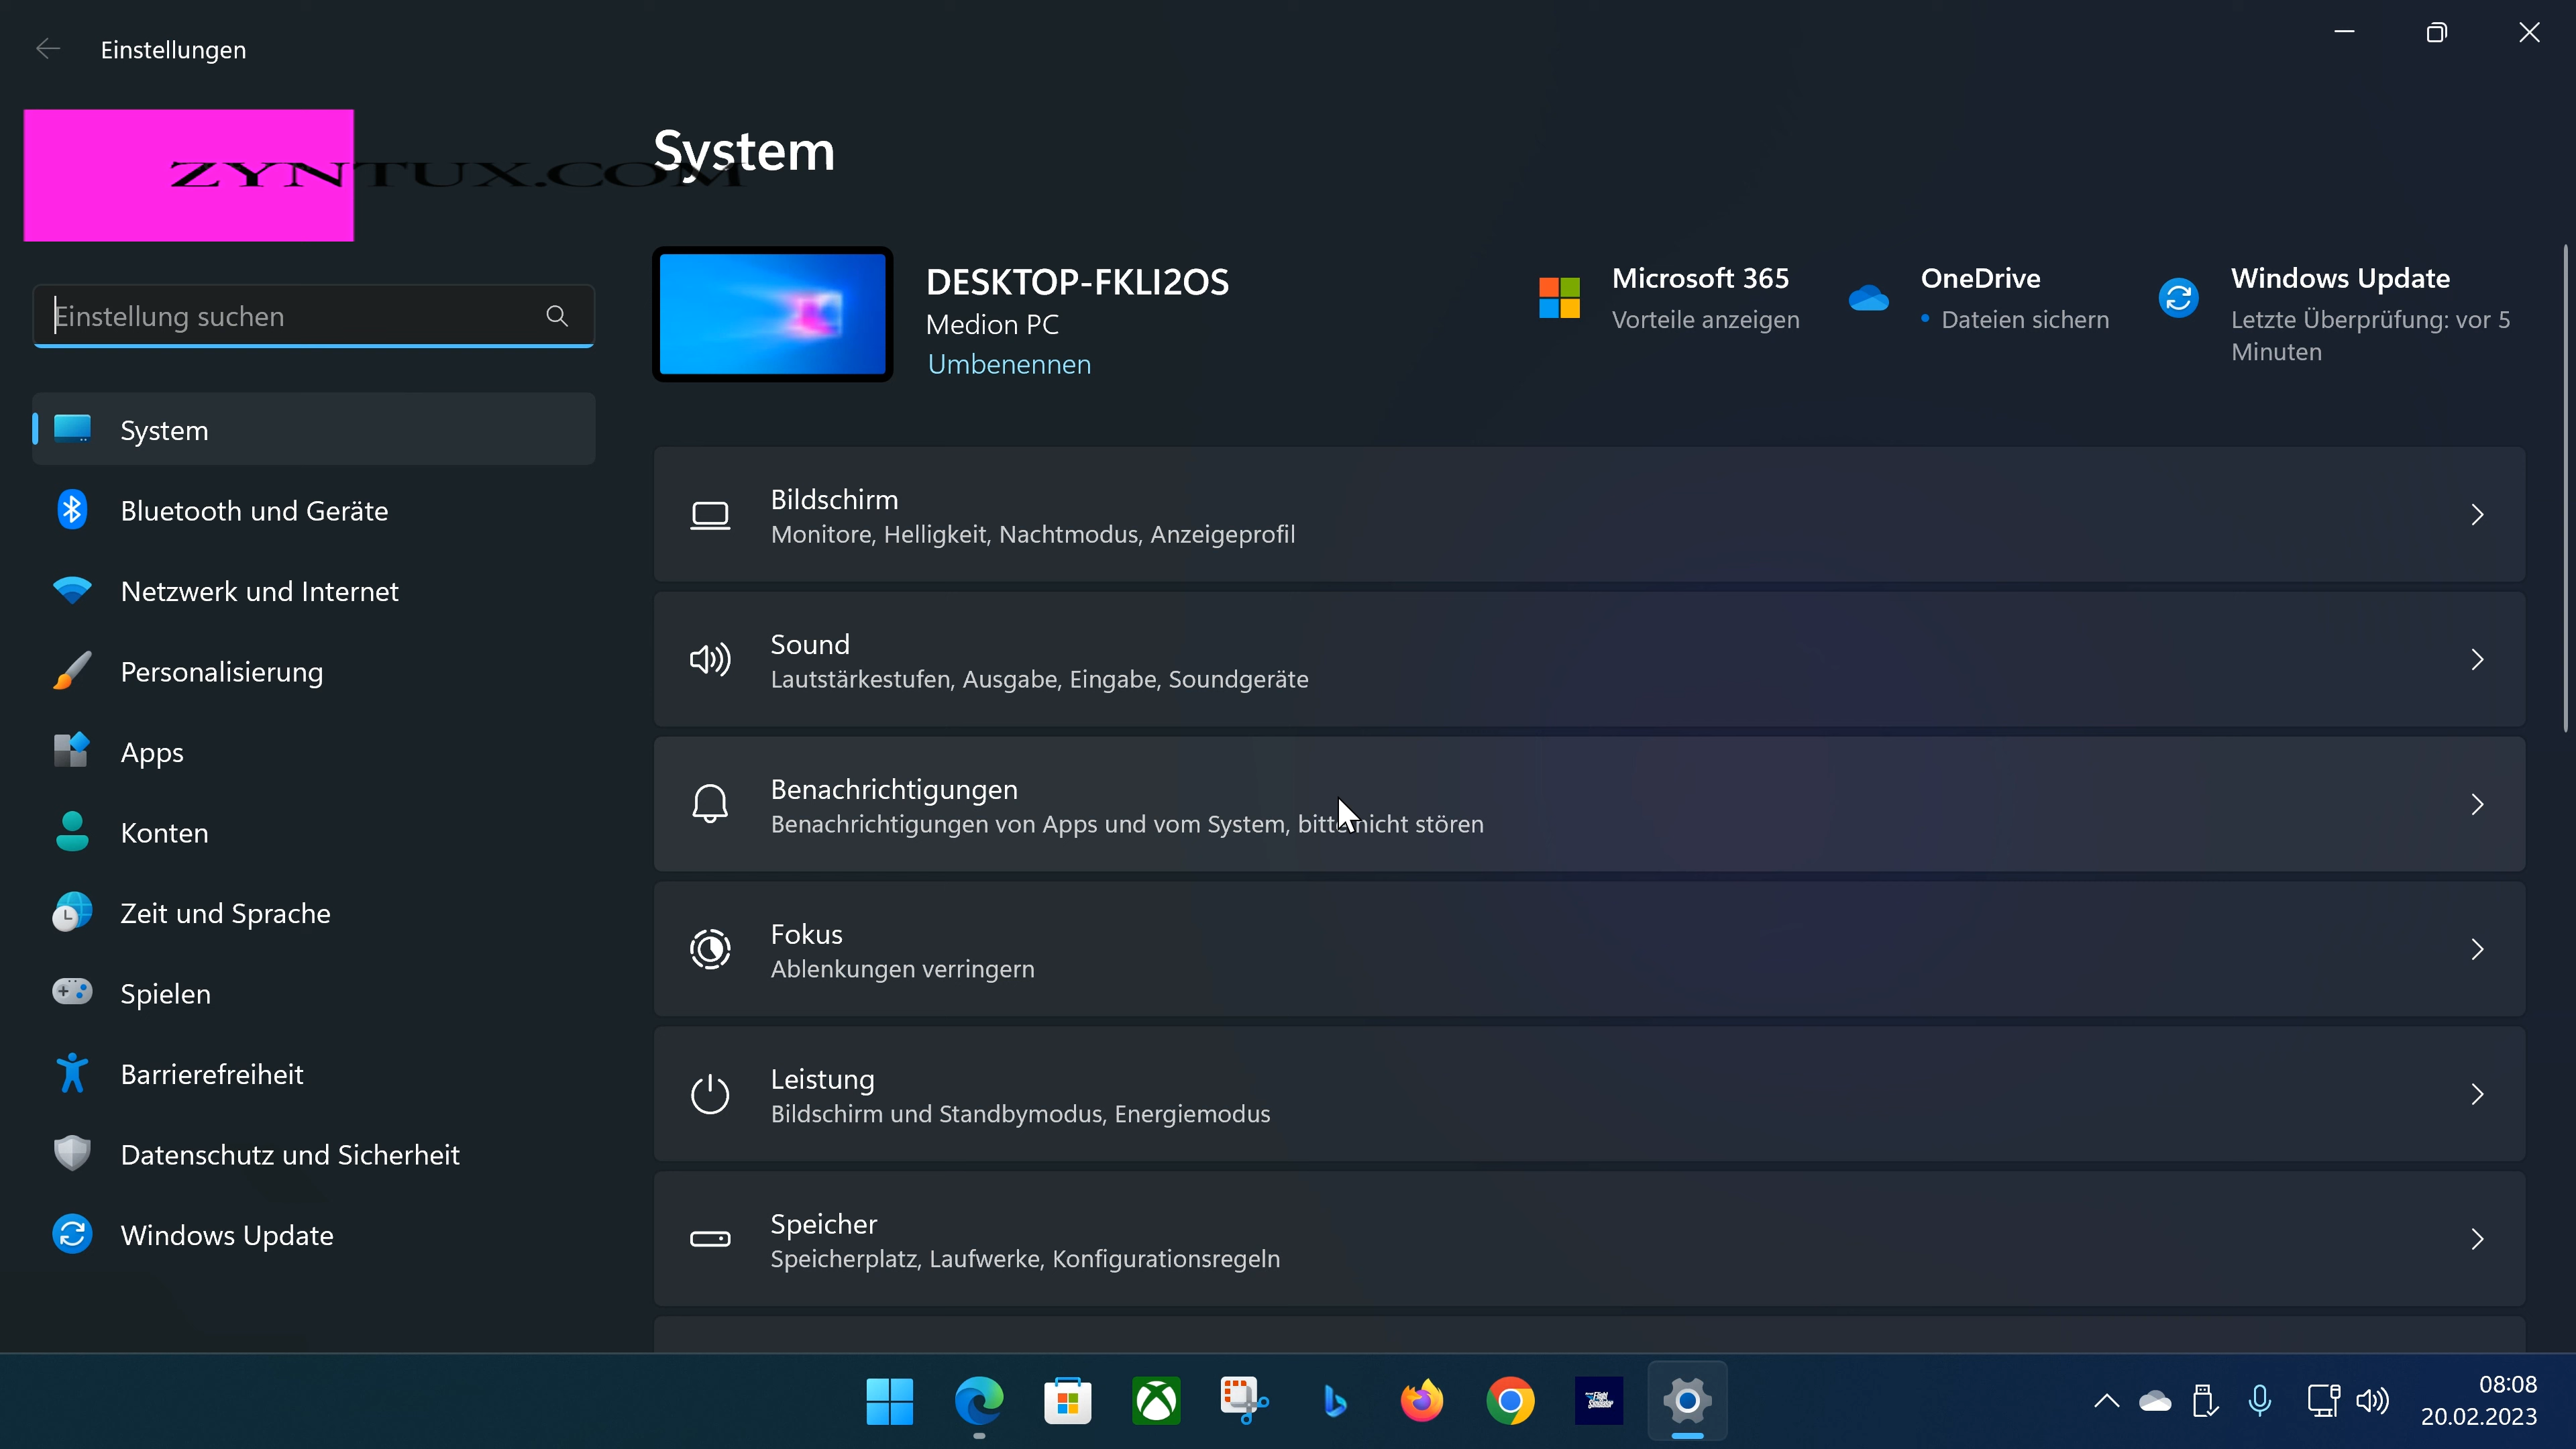 Einstellungen
ZYNTUX.COM
System
Einstellung suchen
DESKTOP-FKLI2OS
Medion PC
Umbenennen
Microsoft 365
Vorteile anzeigen
OneDrive
• Dateien sichern
Windows Update
Letzte Überprüfung: vor 5
Minuten
System
Bluetooth und Geräte
Netzwerk und Internet
Personalisierung
Apps
Konten
Zeit und Sprache
Spielen
Barrierefreiheit
Datenschutz und Sicherheit
Windows Update
Bildschirm
Monitore, Helligkeit, Nachtmodus, Anzeigeprofil
Sound
Lautstärkestufen, Ausgabe, Eingabe, Soundgeräte
Benachrichtigungen
Benachrichtigungen von Apps und vom System, bitte nicht stören
Fokus
Ablenkungen verringern
Leistung
Bildschirm und Standbymodus, Energiemodus
Speicher
Speicherplatz, Laufwerke, Konfigurationsregeln
Flight
Simulator
08:08
20.02.2023